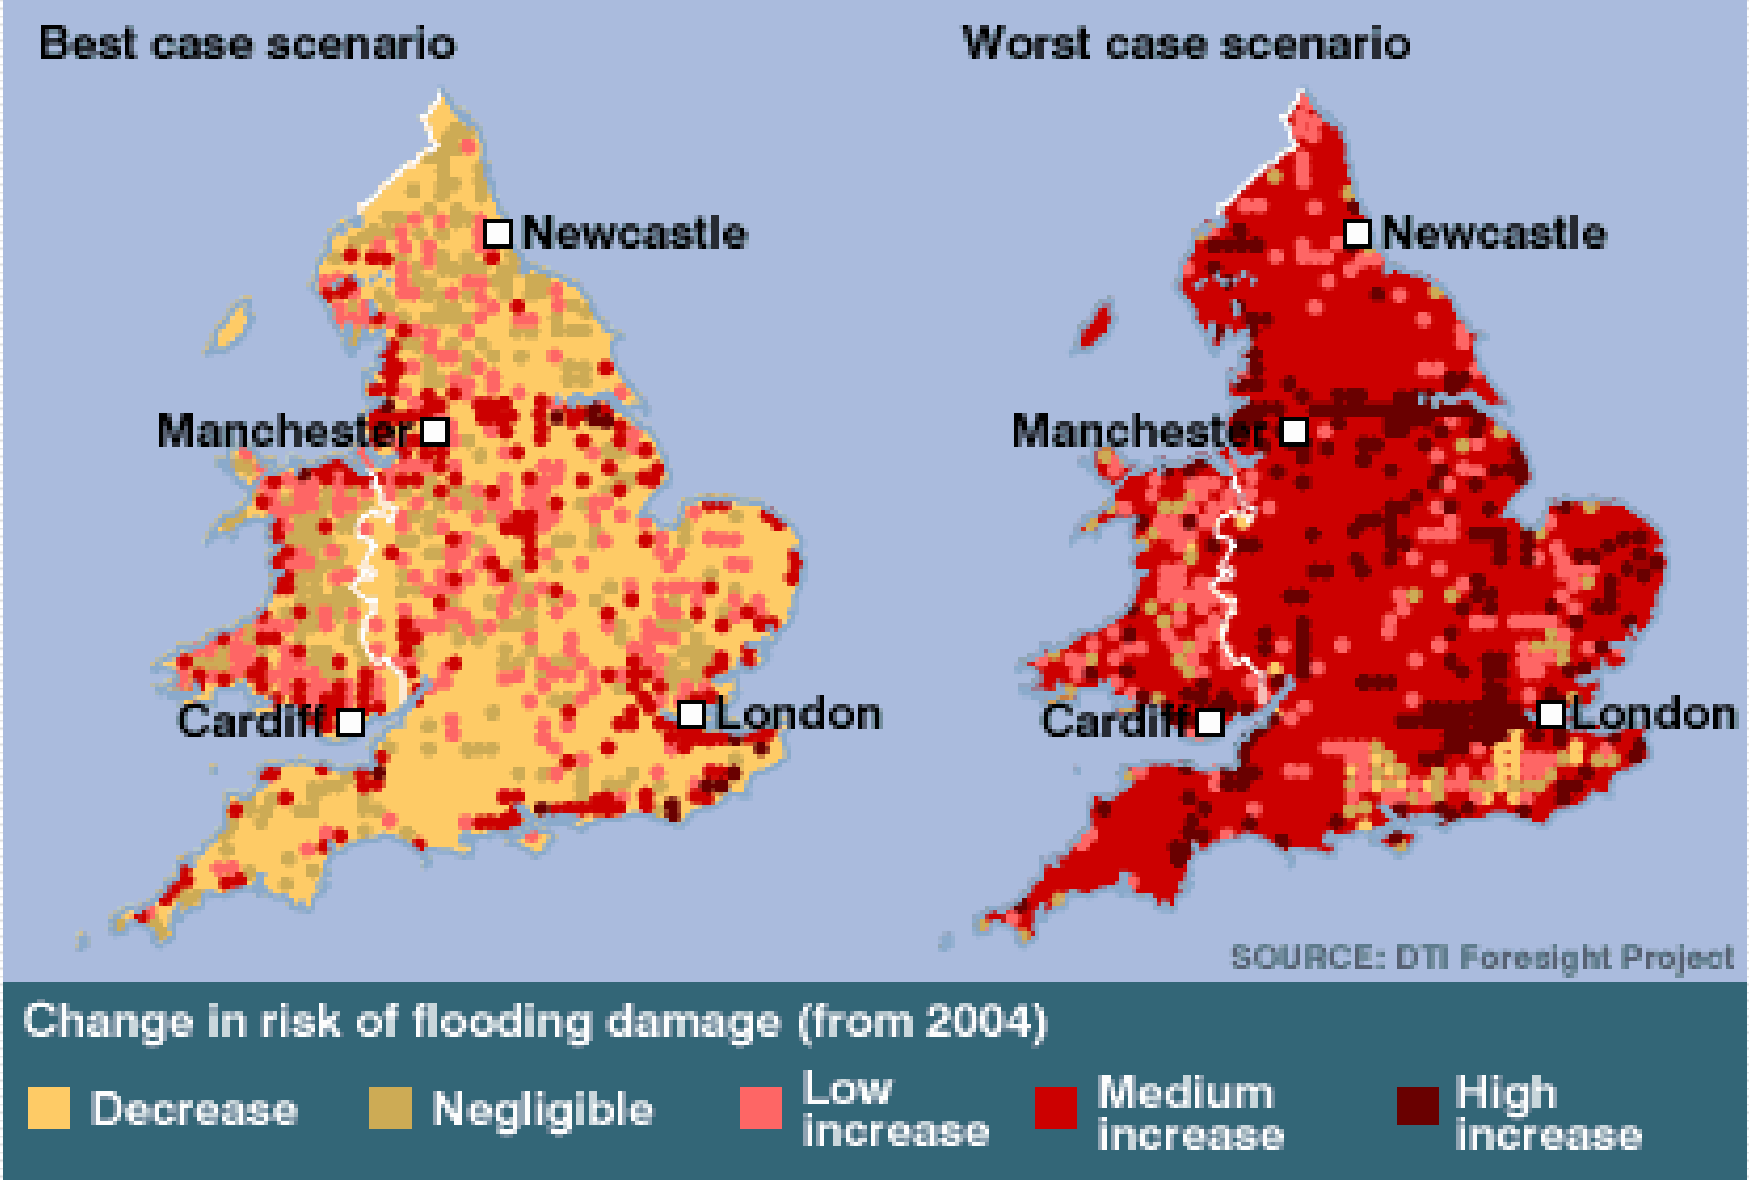 Best case scenario
Worst case scenario
Newcastle
Newcastle
Manchester
Manchester
Cardiff
London
Cardiff
London
SOURCE: DTI Foresight Project
Change in risk of flooding damage (from 2004)
Decrease
Negligible
Low
increase
Medium
increase
High
increase